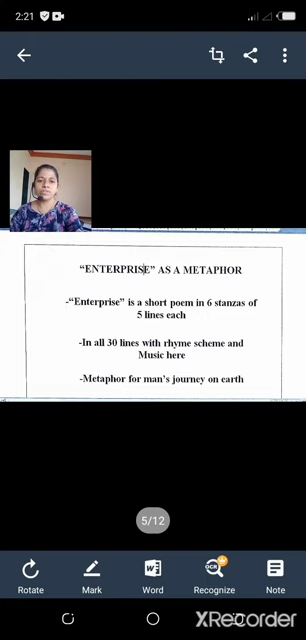 2:21
"ENTERPRISE" AS A METAPHOR
-"Enterprise" is a short poem in 6 stanzas of
5 lines each
-In all 30 lines with rhyme scheme and
Music here
-Metaphor for man's journey on earth
5/12
OCR
W
Rotate Mark Word Recognize Note
XRecorder